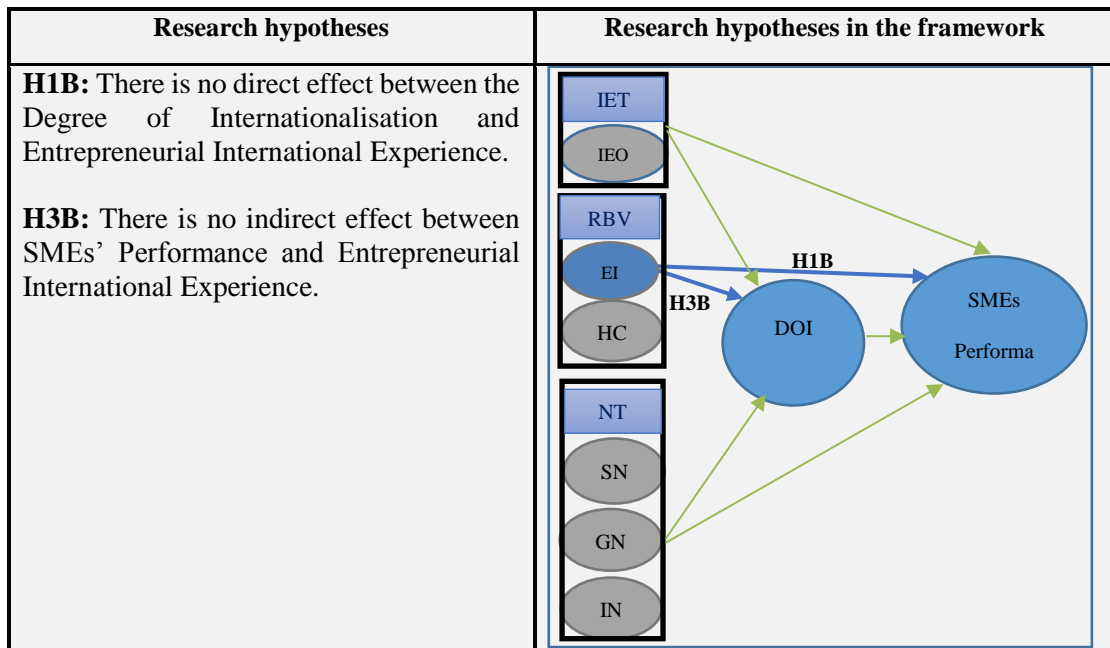 Research hypotheses
Research hypotheses in the framework
H1B: There is no direct effect between the
Degree of Internationalisation and
Entrepreneurial International Experience.
H3B: There is no indirect effect between
SMEs’ Performance and Entrepreneurial
International Experience.
IET
IEO
RBV
EI
H1B
H3B
HC
DOI
SMEs
Performa
NT
SN
GN
IN